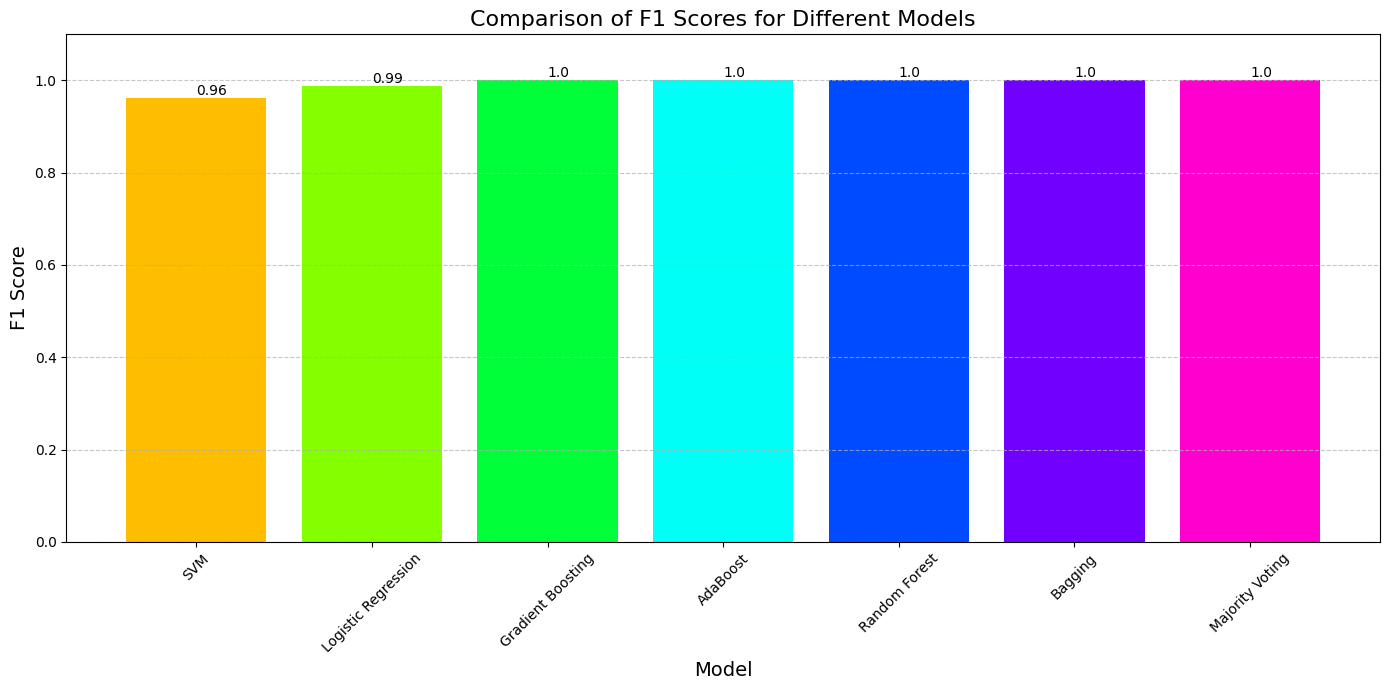 Comparison of F1 Scores for Different Models
F1 Score
1.0
0.8
0.6
0.4
0.2
0.0
0.96
0.99
1.0
1.0
1.0
1.0
1.0
SVM
Logistic Regression
Gradient Boosting
AdaBoost
Random Forest
Bagging
Majority Voting
Model